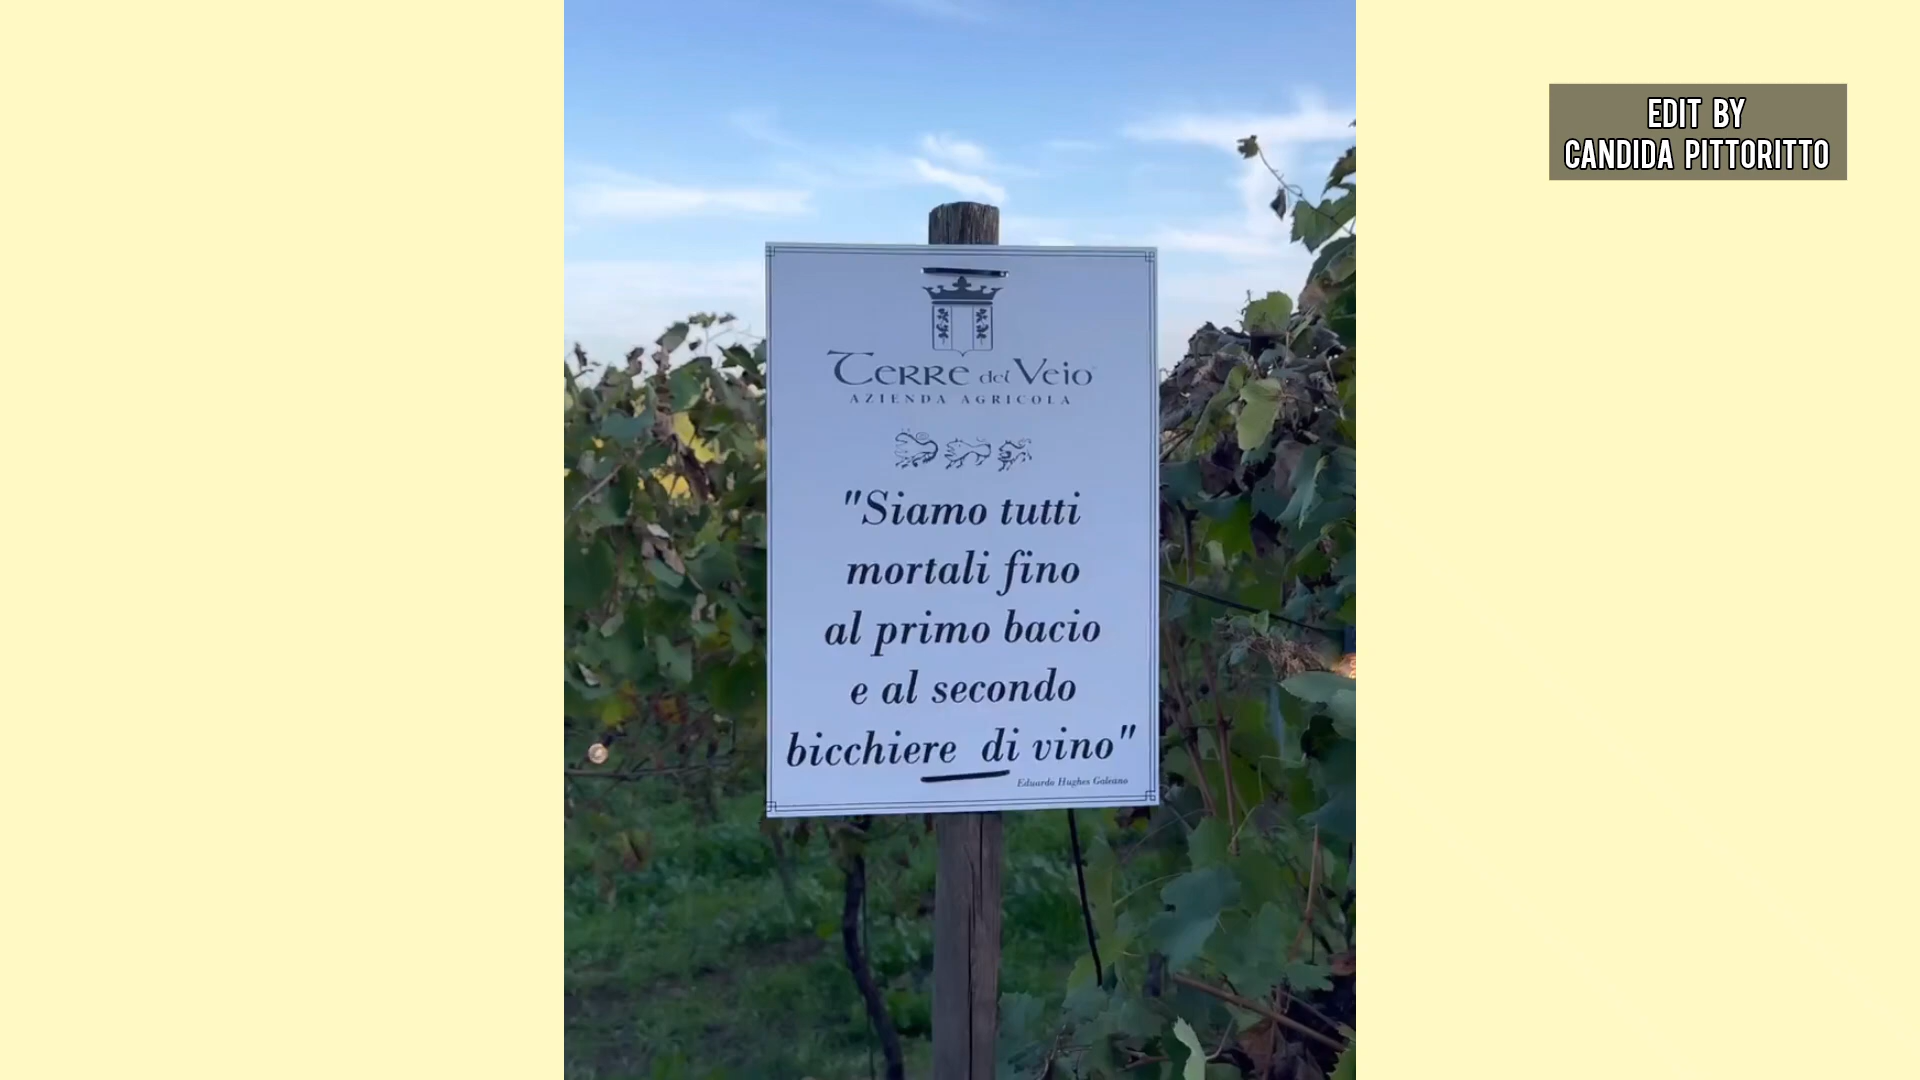 EDIT BY
CANDIDA PITTORITTO
Terre del Veio
AZIENDA AGRICOLA
"Siamo tutti
mortali fino
al primo bacio
e al secondo
bicchiere di vino"
Eduardo Hughes Galeano